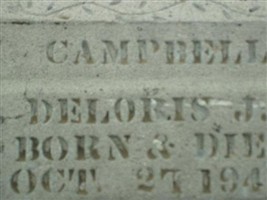 CAMPBELL
DELORIS J.
BORN & DIE
OCT. 27 194